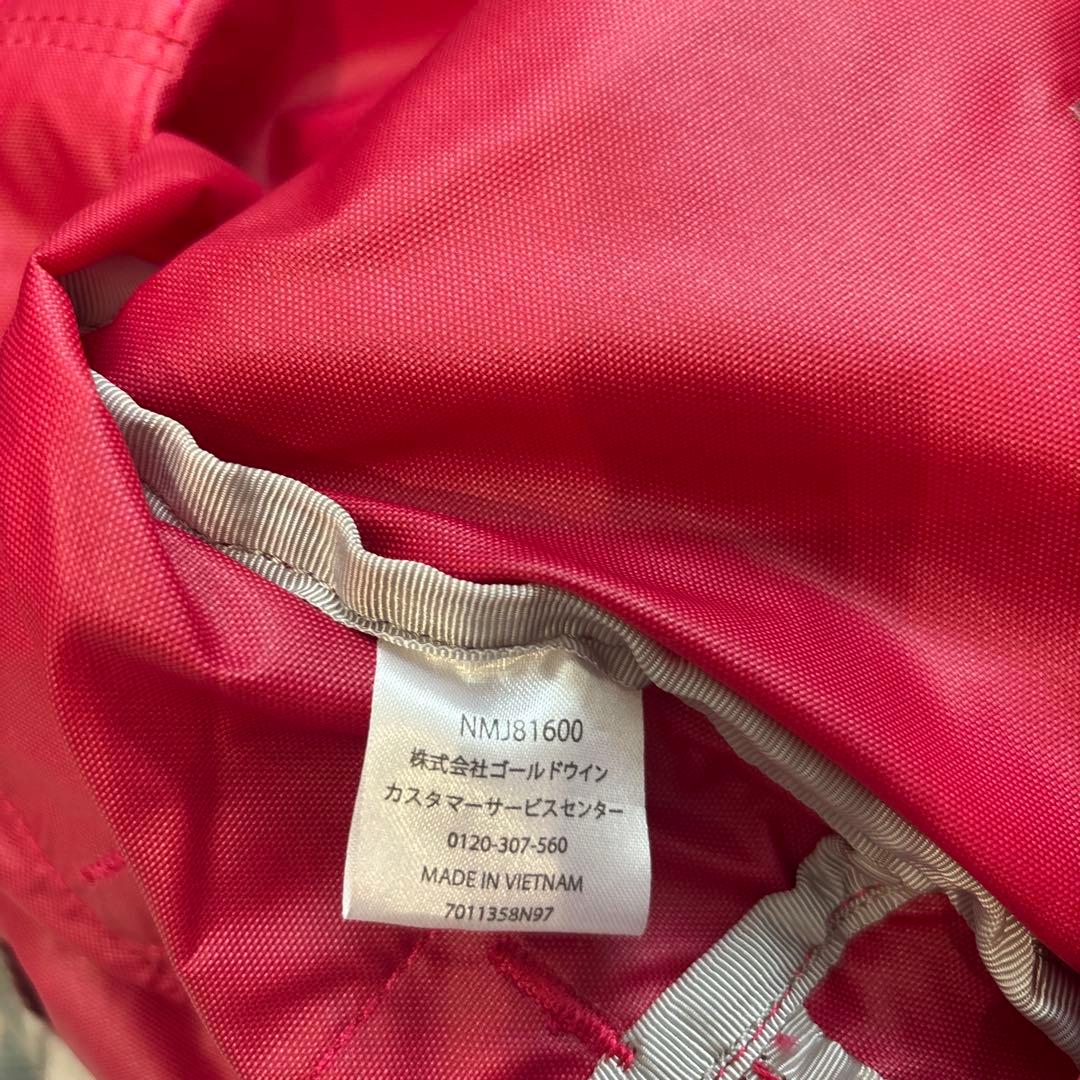 NMJ81600
株式会社ゴールドウイン
カスタマーサービスセンター
0120-307-560
MADE IN VIETNAM
7011358N97